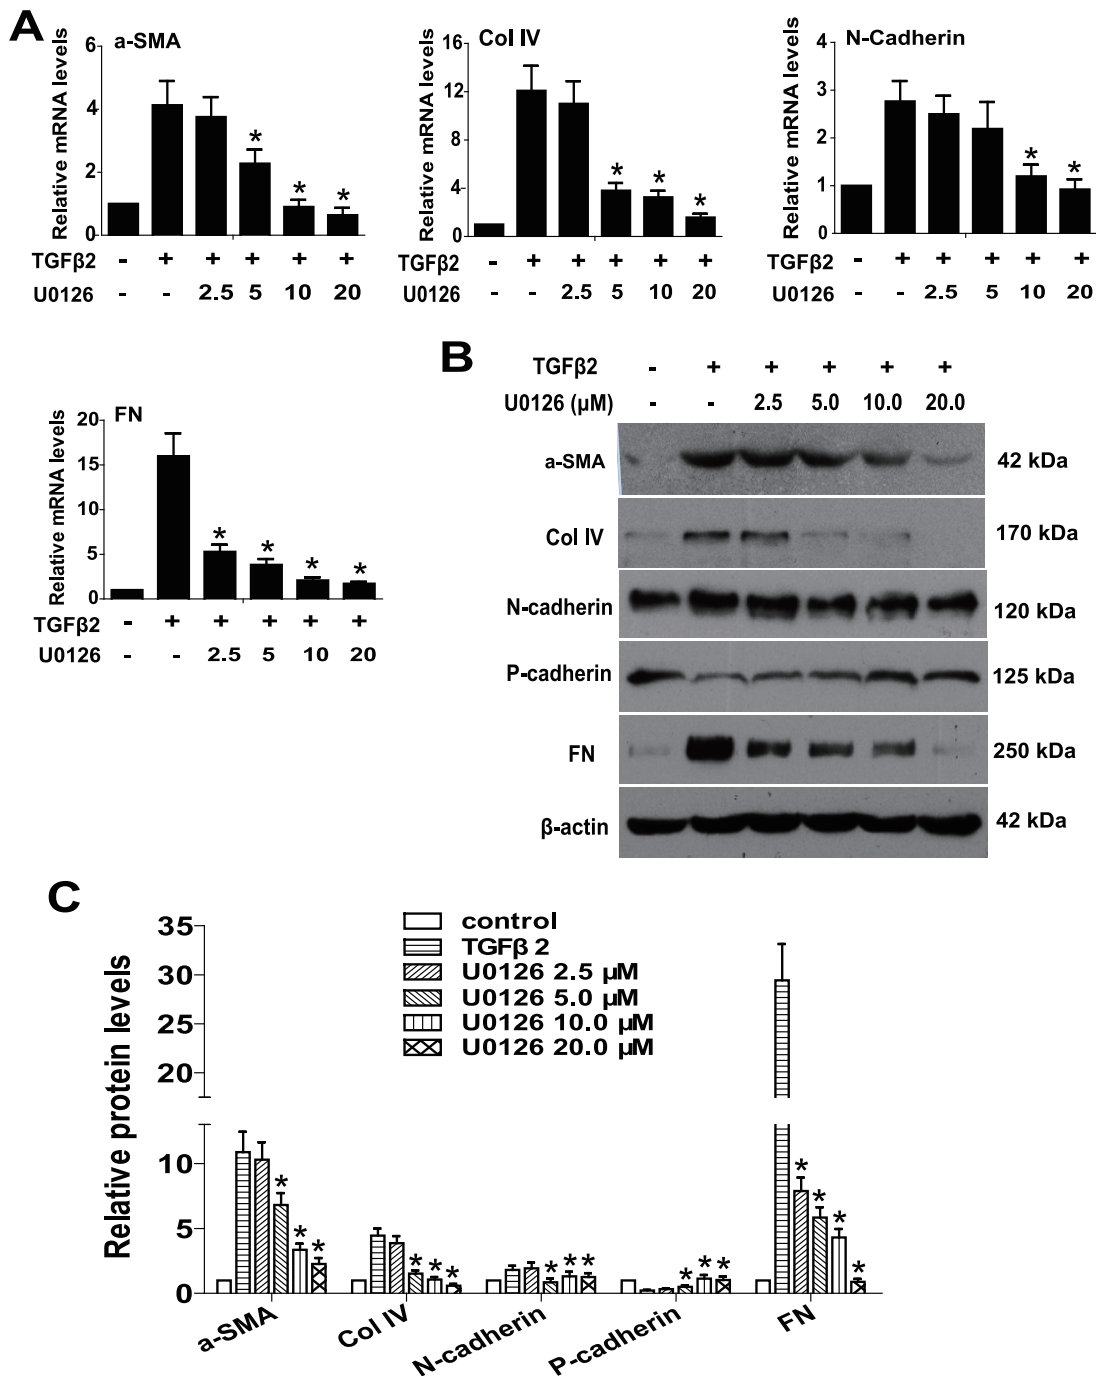 A
a-SMA
Relative mRNA levels
6
4
2
0
* * *
TGFβ2 - + + + + +
U0126 - - 2.5 5 10 20
Col IV
Relative mRNA levels
16
12
8
4
0
* * *
TGFβ2 - + + + + +
U0126 - - 2.5 5 10 20
N-Cadherin
Relative mRNA levels
4
3
2
1
0
* *
TGFβ2 - + + + + +
U0126 - - 2.5 5 10 20
FN
Relative mRNA levels
20
15
10
5
0
* * * *
TGFβ2 - + + + + +
U0126 - - 2.5 5 10 20
B
TGFβ2 - + + + + +
U0126 (μM) - - 2.5 5.0 10.0 20.0
a-SMA 42 kDa
Col IV 170 kDa
N-cadherin 120 kDa
P-cadherin 125 kDa
FN 250 kDa
β-actin 42 kDa
C
Relative protein levels
35
30
25
20
10
5
0
control
TGFβ 2
U0126 2.5 μM
U0126 5.0 μM
U0126 10.0 μM
U0126 20.0 μM
* * *
* * *
* * *
* * *
* * * *
a-SMA
Col IV
N-cadherin
P-cadherin
FN